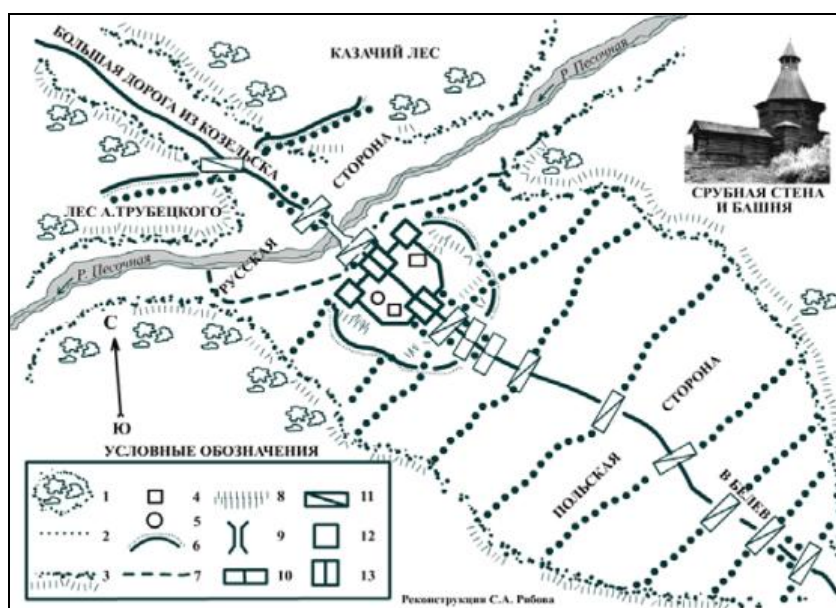 БОЛЬШАЯ ДОРОГА ИЗ КОЗЕЛЬСКА
КАЗАЧИЙ ЛЕС
Р. Песочная
СТОРОНА
СРУБНАЯ СТЕНА
И БАШНЯ
ЛЕС А.ТРУБЕЦКОГО
РУССКАЯ
Р. Песочная
С
Ю
СТОРОНА
ПОЛЬСКАЯ
В БЕЛЕВ
УСЛОВНЫЕ ОБОЗНАЧЕНИЯ
1 4 8 11
2 5 9 12
6
3 7 10 13
Реконструкция С.А. Рябова